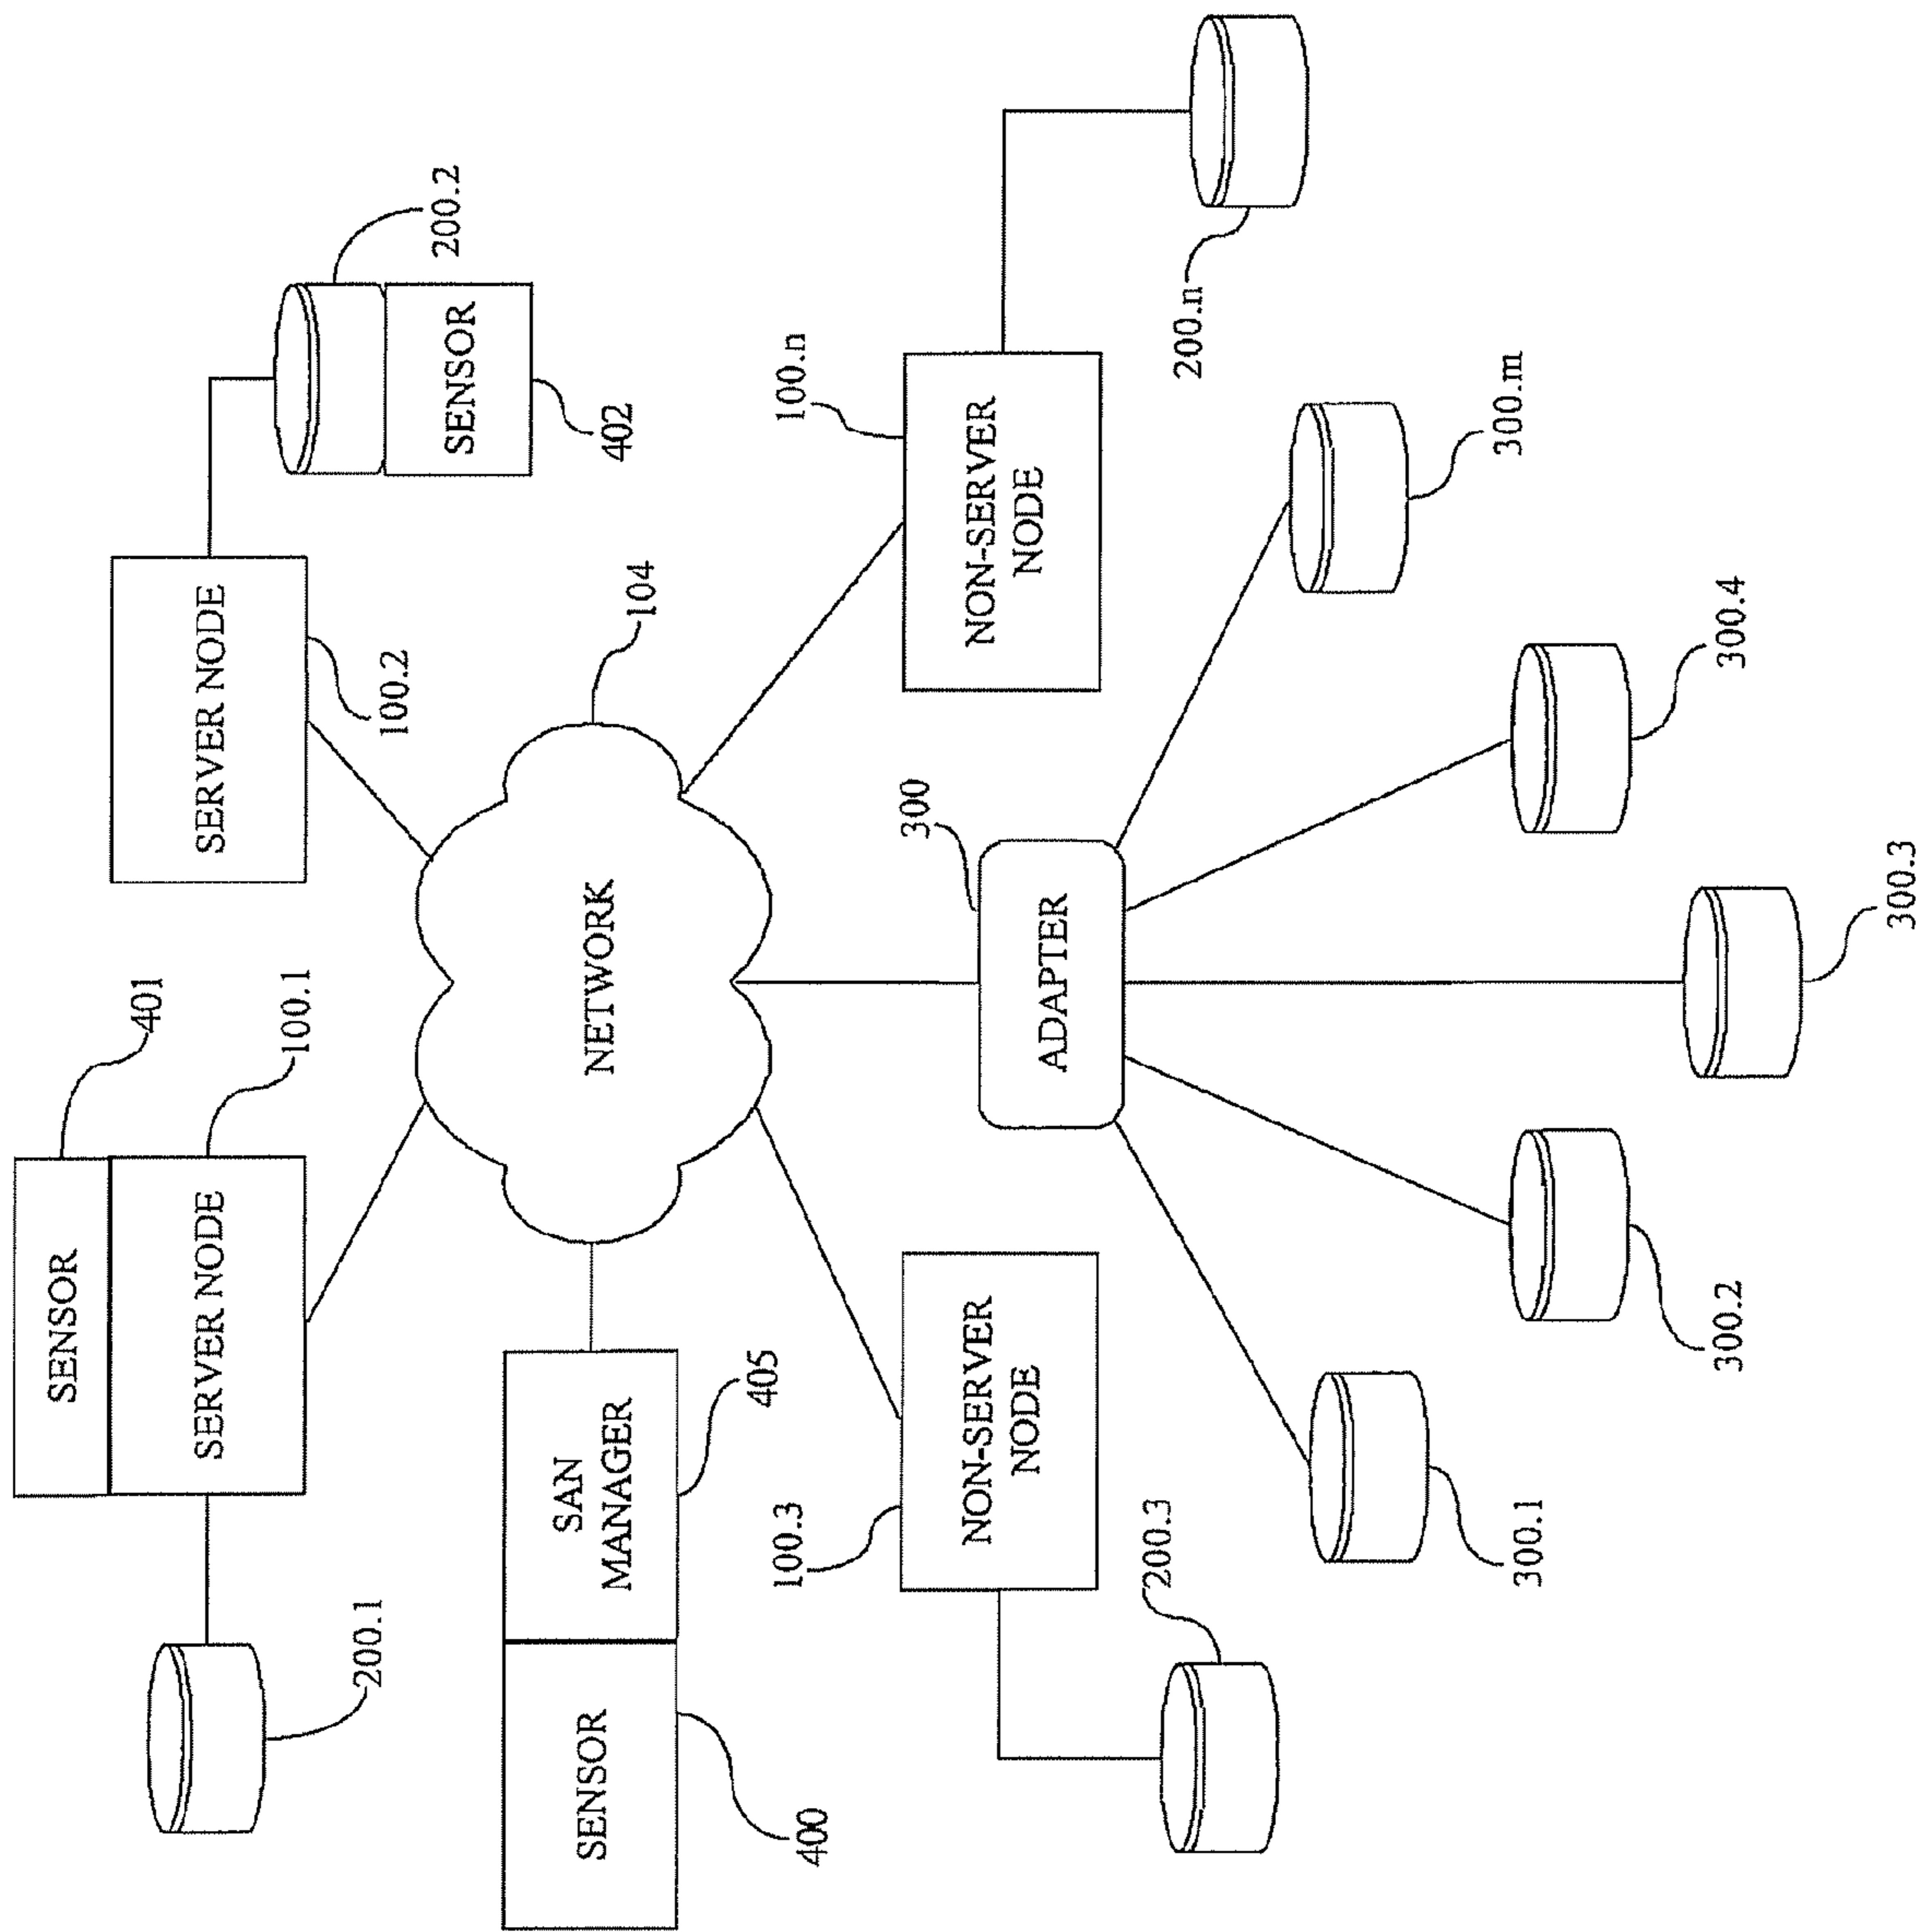 SENSOR
401
SERVER NODE
100.1
200.1
SERVER NODE
100.2
200.2
SENSOR
402
SENSOR
400
SAN
MANAGER
405
NETWORK
104
100.3
NON-SERVER
NODE
200.3
300
ADAPTER
100.n
NON-SERVER
NODE
200.n
300.1
300.2
300.3
300.4
300.m